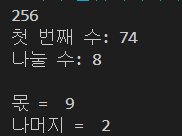 256
첫 번째 수: 74
나눌 수: 8
몫 =  9
나머지 =  2